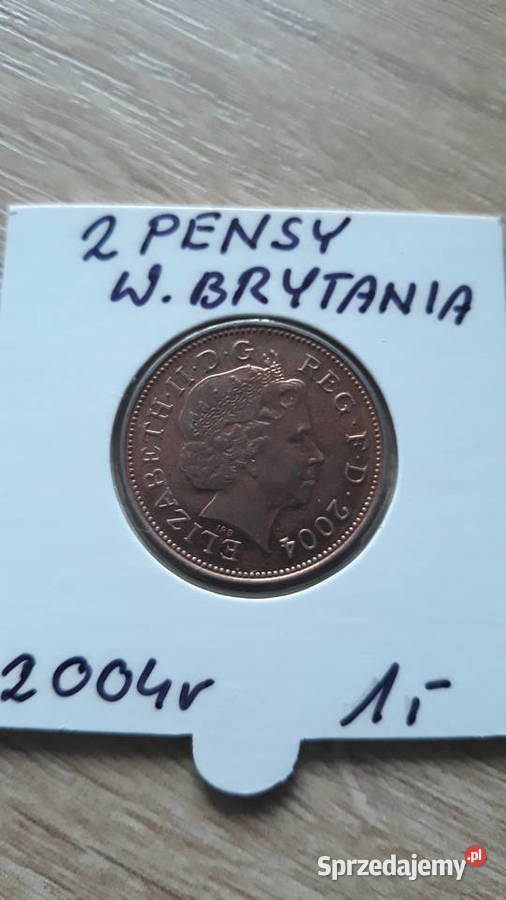 2 PENSY
W. BRYTANIA
ELIZABETH·II·D·G REG·F·D·2004
IRB
2004r 1,-
Sprzedajemy.pl